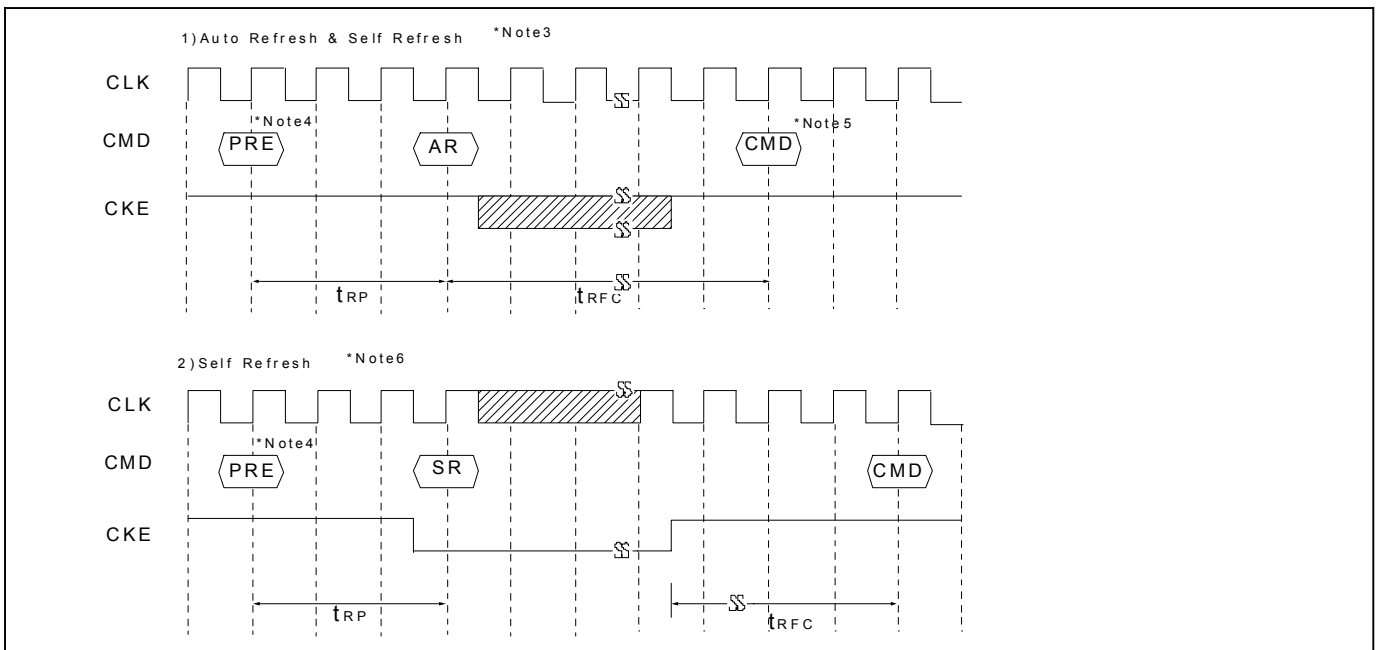 1)Auto Refresh & Self Refresh *Note3
CLK
*Note4 *Note5
CMD PRE AR CMD
CKE
tRP tRFC
2)Self Refresh *Note6
CLK
*Note4
CMD PRE SR CMD
CKE
tRP tRFC